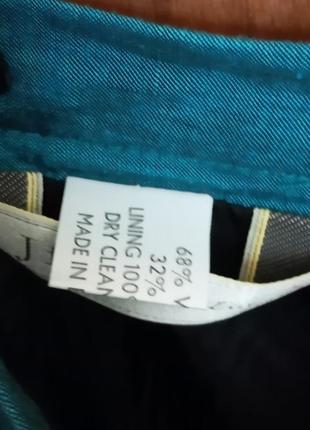 68%
32%
LINING 100
DRY CLEAN
MADE IN